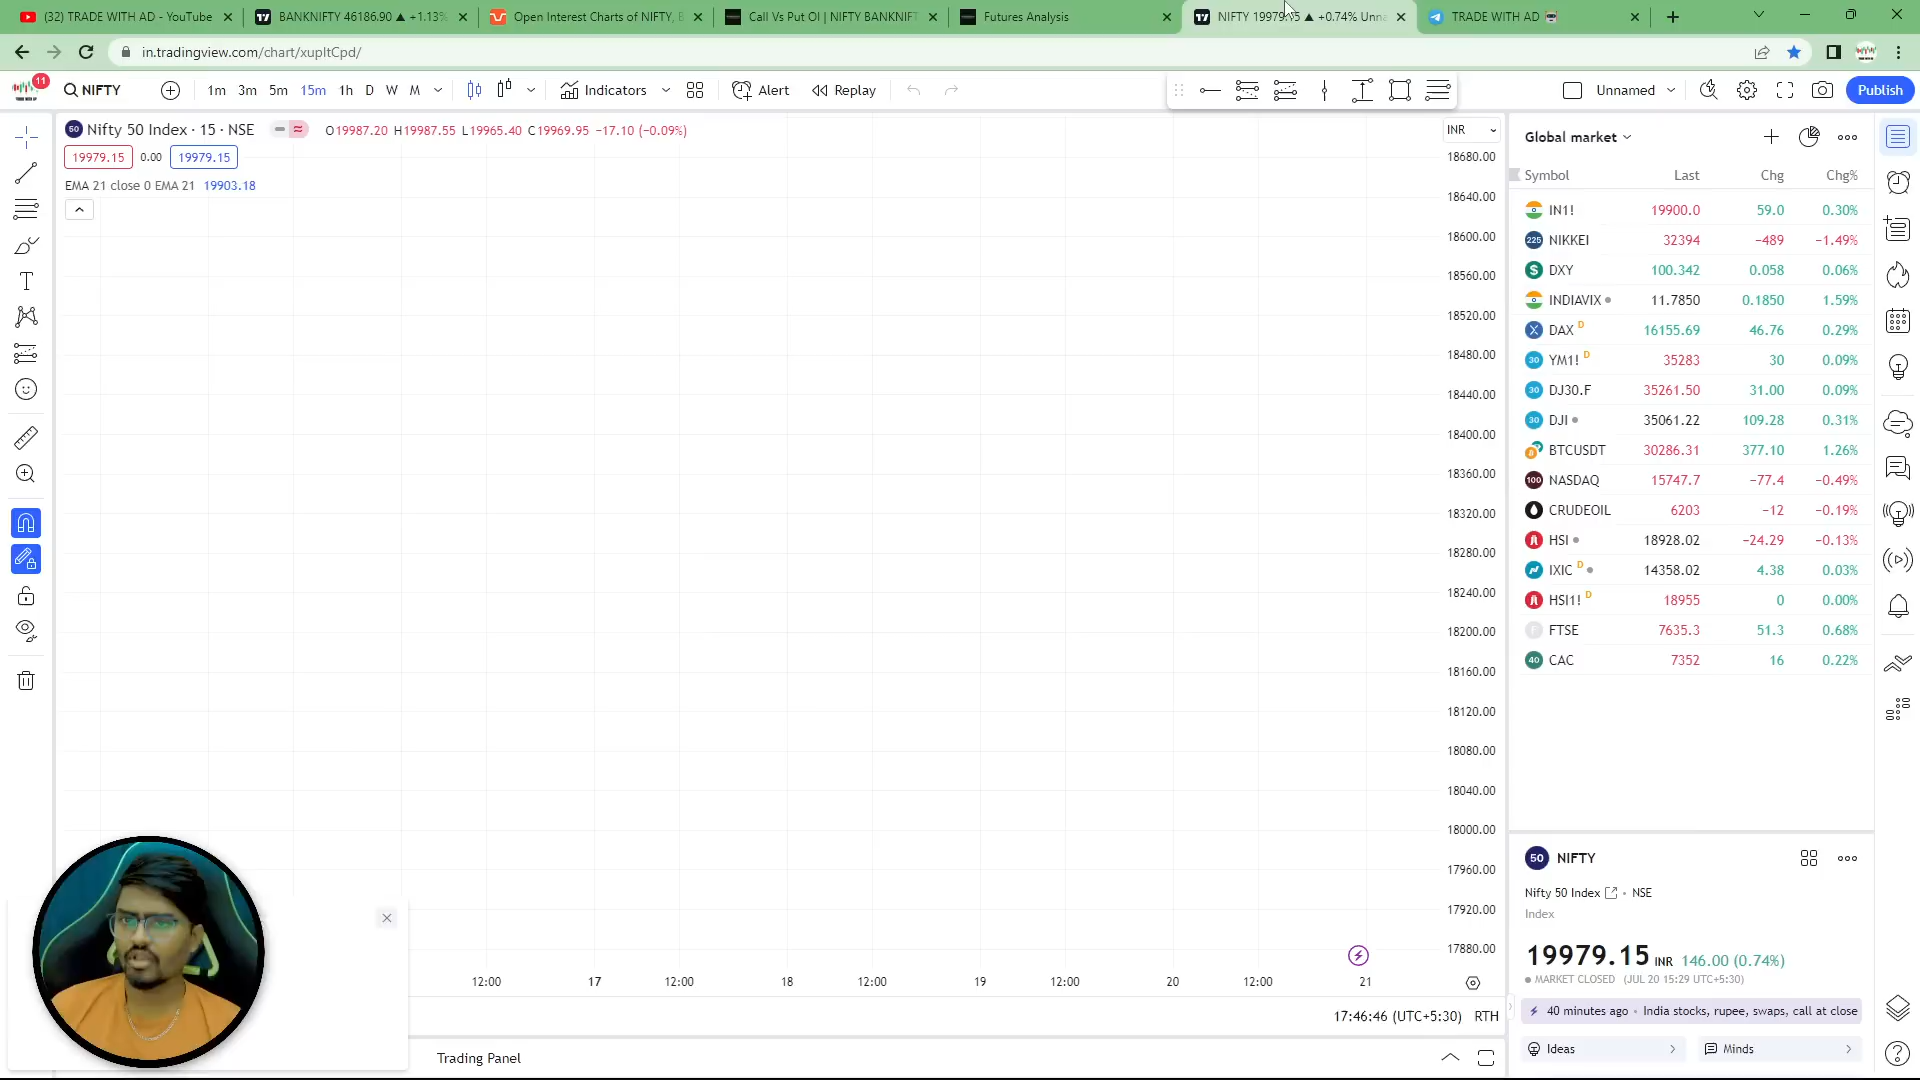 (32) TRADE WITH AD - YouTube
BANKNIFTY 46186.90 ▲ +1.13%
Open Interest Charts of NIFTY, B
Call Vs Put OI | NIFTY BANKNIFT
Futures Analysis
NIFTY 19979.15 ▲ +0.74% Unna
TRADE WITH AD
in.tradingview.com/chart/xupItCpd/
11
NIFTY
1m 3m 5m 15m 1h D W M
Indicators
Alert
Replay
Unnamed
Publish
50 Nifty 50 Index · 15 · NSE
O19987.20 H19987.55 L19965.40 C19969.95 −17.10 (−0.09%)
19979.15 0.00 19979.15
EMA 21 close 0 EMA 21 19903.18
INR
18680.00
18640.00
18600.00
18560.00
18520.00
18480.00
18440.00
18400.00
18360.00
18320.00
18280.00
18240.00
18200.00
18160.00
18120.00
18080.00
18040.00
18000.00
17960.00
17920.00
17880.00
12:00 17 12:00 18 12:00 19 12:00 20 12:00 21
17:46:46 (UTC+5:30) RTH
Trading Panel
Global market
Symbol Last Chg Chg%
IN1! 19900.0 59.0 0.30%
225 NIKKEI 32394 −489 −1.49%
$ DXY 100.342 0.058 0.06%
INDIAVIX 11.7850 0.1850 1.59%
DAX D 16155.69 46.76 0.29%
30 YM1! D 35283 30 0.09%
30 DJ30.F 35261.50 31.00 0.09%
30 DJI 35061.22 109.28 0.31%
BTCUSDT 30286.31 377.10 1.26%
100 NASDAQ 15747.7 −77.4 −0.49%
CRUDEOIL 6203 −12 −0.19%
HSI 18928.02 −24.29 −0.13%
IXIC D 14358.02 4.38 0.03%
HSI1! D 18955 0 0.00%
F FTSE 7635.3 51.3 0.68%
40 CAC 7352 16 0.22%
50 NIFTY
Nifty 50 Index · NSE
Index
19979.15 INR 146.00 (0.74%)
MARKET CLOSED (JUL 20 15:29 UTC+5:30)
40 minutes ago · India stocks, rupee, swaps, call at close
Ideas
Minds